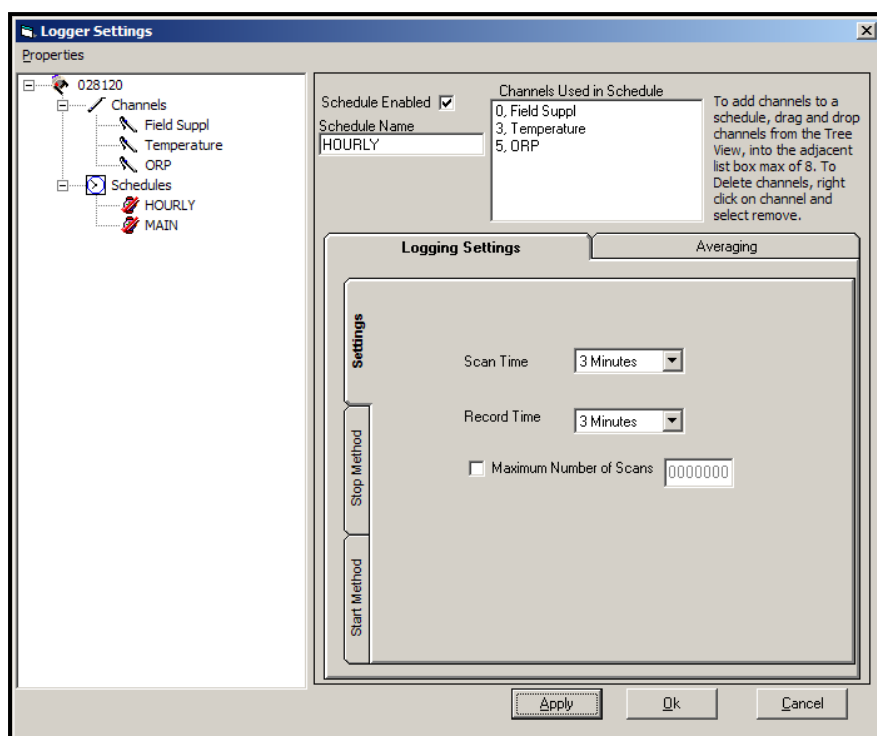 Logger Settings
Properties
028120
Channels
Field Suppl
Temperature
ORP
Schedules
HOURLY
MAIN
Schedule Enabled
Schedule Name
HOURLY
Channels Used in Schedule
0, Field Suppl
3, Temperature
5, ORP
To add channels to a
schedule, drag and drop
channels from the Tree
View, into the adjacent
list box max of 8. To
Delete channels, right
click on channel and
select remove.
Logging Settings
Averaging
Settings
Stop Method
Start Method
Scan Time
3 Minutes
Record Time
3 Minutes
Maximum Number of Scans
0000000
Apply
Ok
Cancel